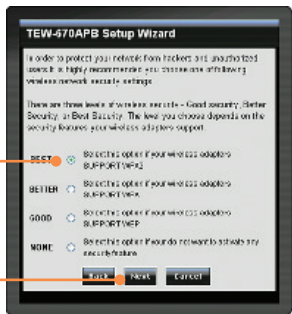 TEW-670APB Setup Wizard
In order to protect your network from hackers and unauthorized
users it is highly recommended you choose one of following
wireless network security settings.
There are three levels of wireless security - Good security, Better
Security, or Best Security. The level you choose depends on the
security features your wireless adapters support.
BEST
Select this option if your wireless adapters
SUPPORT WPA2
BETTER
Select this option if your wireless adapters
SUPPORT WPA
GOOD
Select this option if your wireless adapters
SUPPORT WEP
NONE
Select this option if your do not want to activate any
security feature
Back Next Cancel